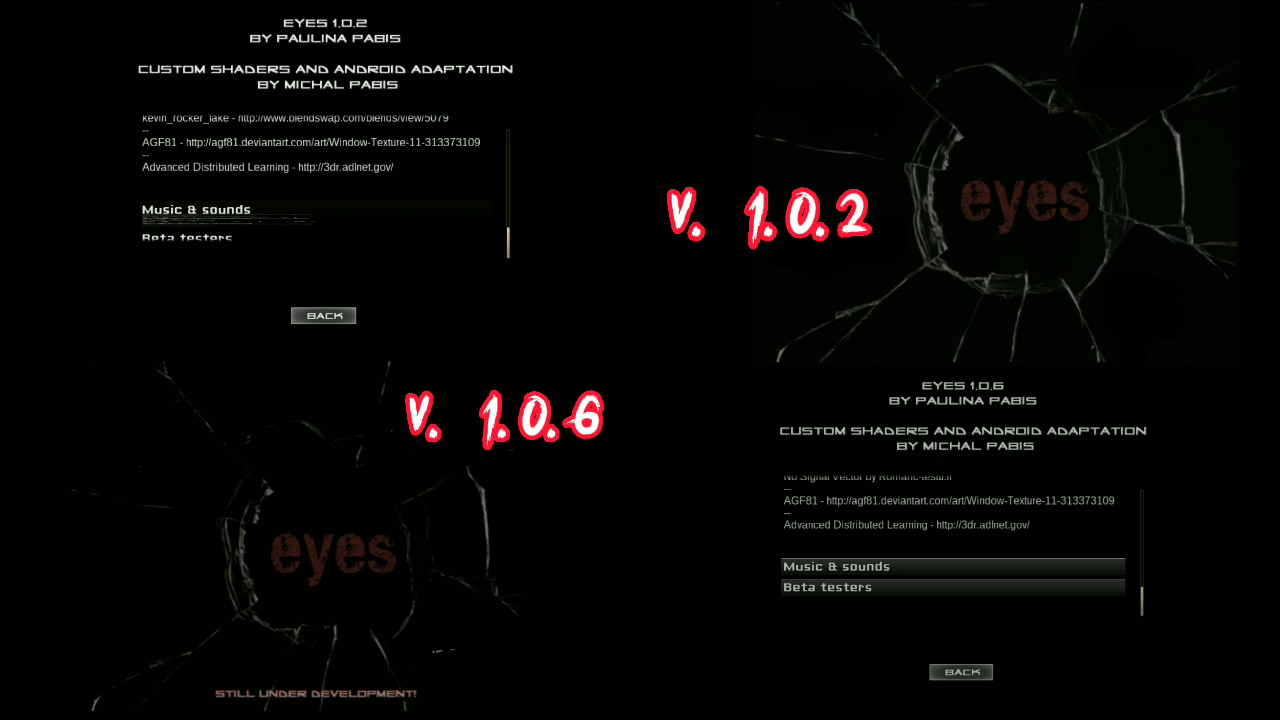 EYES 1.0.2
BY PAULINA PABIS
CUSTOM SHADERS AND ANDROID ADAPTATION
BY MICHAL PABIS
kevin_rocker_lake - http://www.blendswap.com/blends/view/5079
--
AGF81 - http://agf81.deviantart.com/art/Window-Texture-11-313373109
--
Advanced Distributed Learning - http://3dr.adlnet.gov/
Music & sounds
Beta testers
BACK
v. 1.0.2
eyes
v. 1.0.6
eyes
STILL UNDER DEVELOPMENT!
EYES 1.0.6
BY PAULINA PABIS
CUSTOM SHADERS AND ANDROID ADAPTATION
BY MICHAL PABIS
No Signal Vector by
--
AGF81 - http://agf81.deviantart.com/art/Window-Texture-11-313373109
--
Advanced Distributed Learning - http://3dr.adlnet.gov/
Music & sounds
Beta testers
BACK